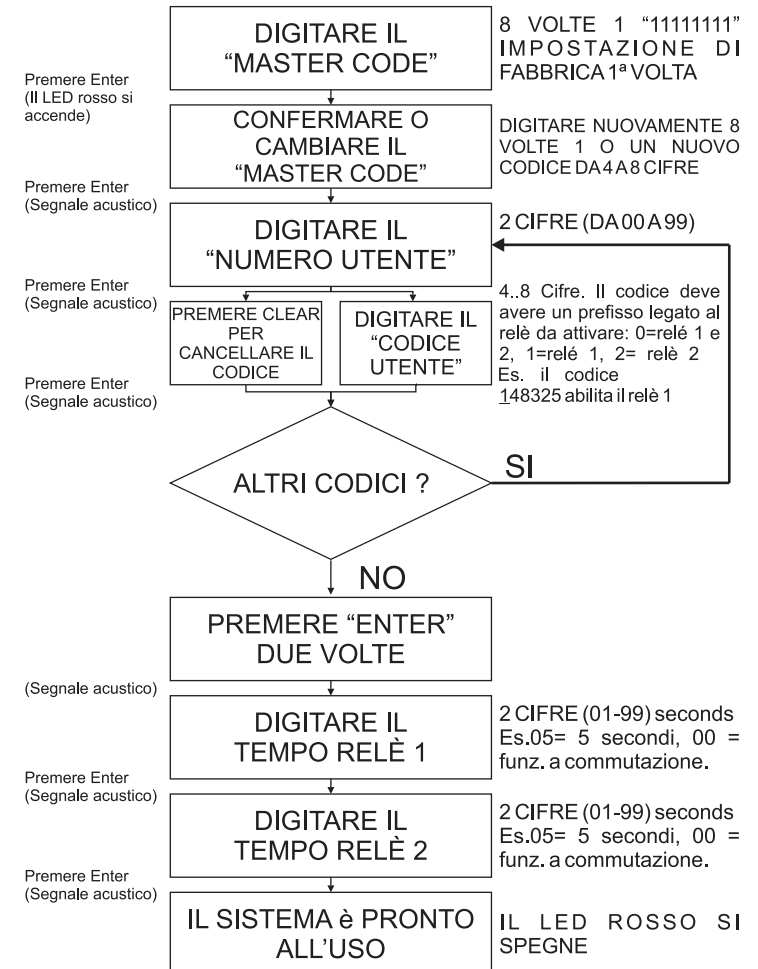 DIGITARE IL
“MASTER CODE”
8 VOLTE 1 “11111111”
IMPOSTAZIONE DI
FABBRICA 1ª VOLTA
Premere Enter
(Il LED rosso si
accende)
CONFERMARE O
CAMBIARE IL
“MASTER CODE”
DIGITARE NUOVAMENTE 8
VOLTE 1 O UN NUOVO
CODICE DA 4 A 8 CIFRE
Premere Enter
(Segnale acustico)
DIGITARE IL
“NUMERO UTENTE”
2 CIFRE (DA 00 A 99)
Premere Enter
(Segnale acustico)
PREMERE CLEAR
PER
CANCELLARE IL
CODICE
DIGITARE IL
“CODICE
UTENTE”
4..8 Cifre. Il codice deve
avere un prefisso legato al
relè da attivare: 0=relé 1 e
2, 1=relé 1, 2= relè 2
Es. il codice
148325 abilita il relè 1
Premere Enter
(Segnale acustico)
ALTRI CODICI ?
SI
NO
PREMERE “ENTER”
DUE VOLTE
(Segnale acustico)
DIGITARE IL
TEMPO RELÈ 1
2 CIFRE (01-99) seconds
Es.05= 5 secondi, 00 =
funz. a commutazione.
Premere Enter
(Segnale acustico)
DIGITARE IL
TEMPO RELÈ 2
2 CIFRE (01-99) seconds
Es.05= 5 secondi, 00 =
funz. a commutazione.
Premere Enter
(Segnale acustico)
IL SISTEMA è PRONTO
ALL’USO
IL LED ROSSO SI
SPEGNE